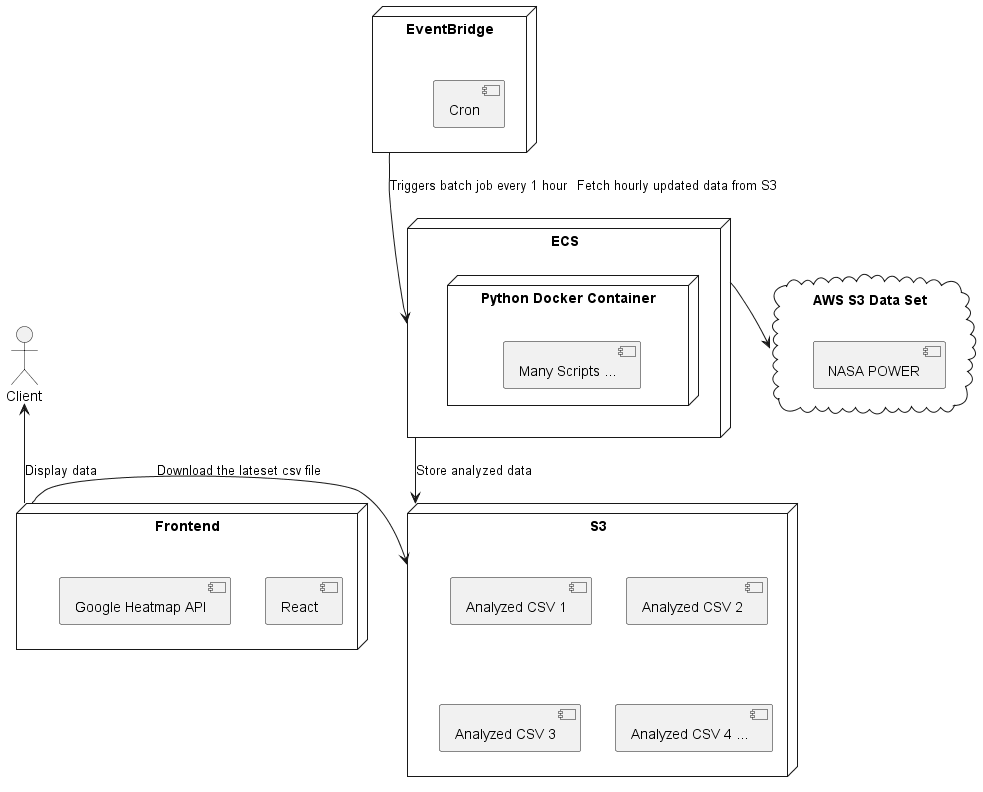 EventBridge
Cron
Triggers batch job every 1 hour
Fetch hourly updated data from S3
ECS
Python Docker Container
Many Scripts ...
AWS S3 Data Set
NASA POWER
Client
Display data
Download the lateset csv file
Store analyzed data
Frontend
Google Heatmap API
React
S3
Analyzed CSV 1
Analyzed CSV 2
Analyzed CSV 3
Analyzed CSV 4 ...